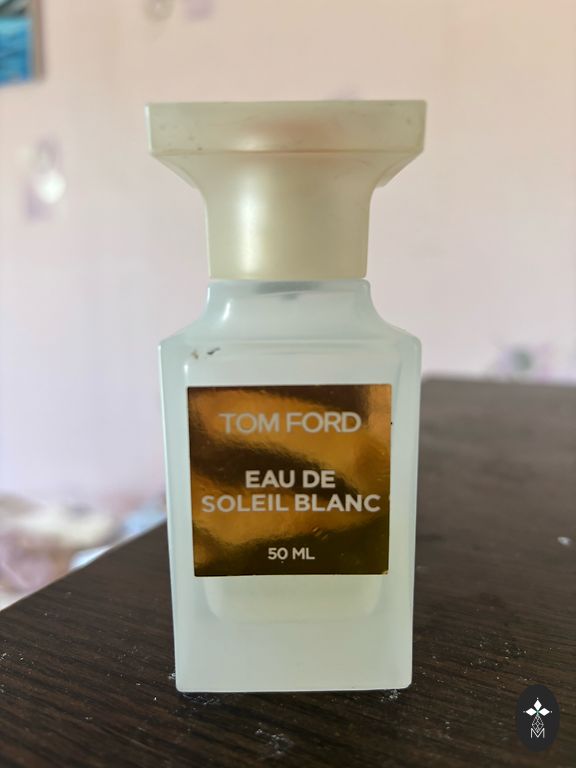 TOM FORD
EAU DE
SOLEIL BLANC
50 ML
M